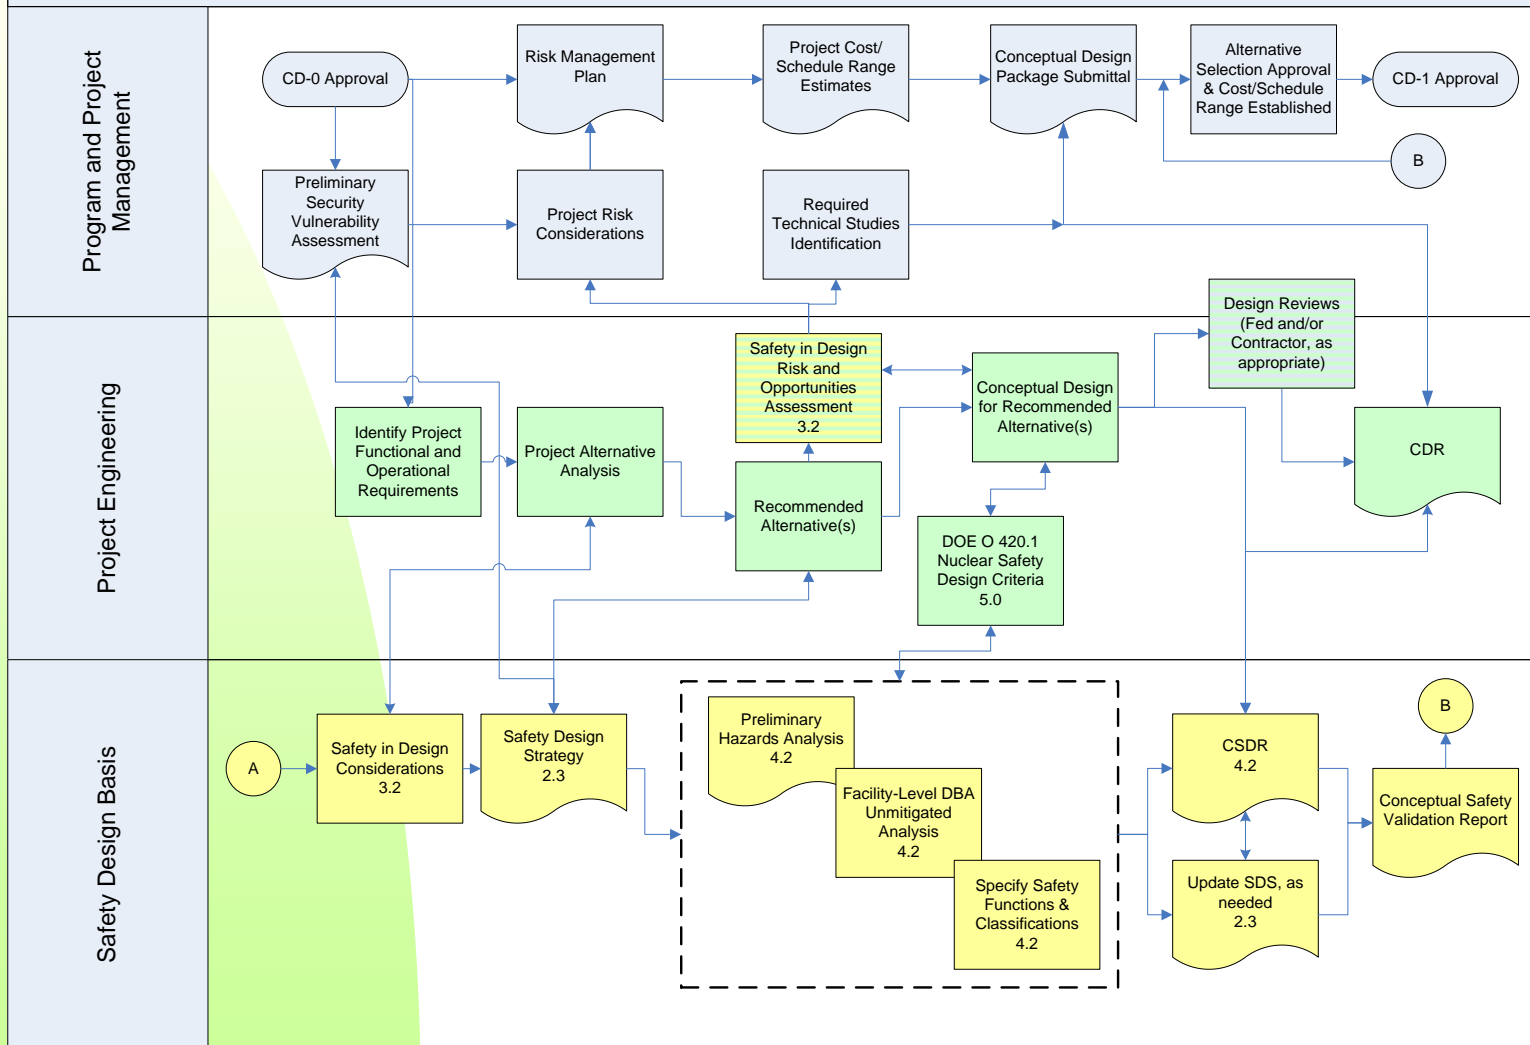 Program and Project
Management
CD-0 Approval
Risk Management
Plan
Project Cost/
Schedule Range
Estimates
Conceptual Design
Package Submittal
Alternative
Selection Approval
& Cost/Schedule
Range Established
CD-1 Approval
B
Preliminary
Security
Vulnerability
Assessment
Project Risk
Considerations
Required
Technical Studies
Identification
Project Engineering
Design Reviews
(Fed and/or
Contractor, as
appropriate)
Safety in Design
Risk and
Opportunities
Assessment
3.2
Conceptual Design
for Recommended
Alternative(s)
Identify Project
Functional and
Operational
Requirements
Project Alternative
Analysis
Recommended
Alternative(s)
CDR
DOE O 420.1
Nuclear Safety
Design Criteria
5.0
Safety Design Basis
A
Safety in Design
Considerations
3.2
Safety Design
Strategy
2.3
Preliminary
Hazards Analysis
4.2
Facility-Level DBA
Unmitigated
Analysis
4.2
Specify Safety
Functions &
Classifications
4.2
CSDR
4.2
Update SDS, as
needed
2.3
B
Conceptual Safety
Validation Report